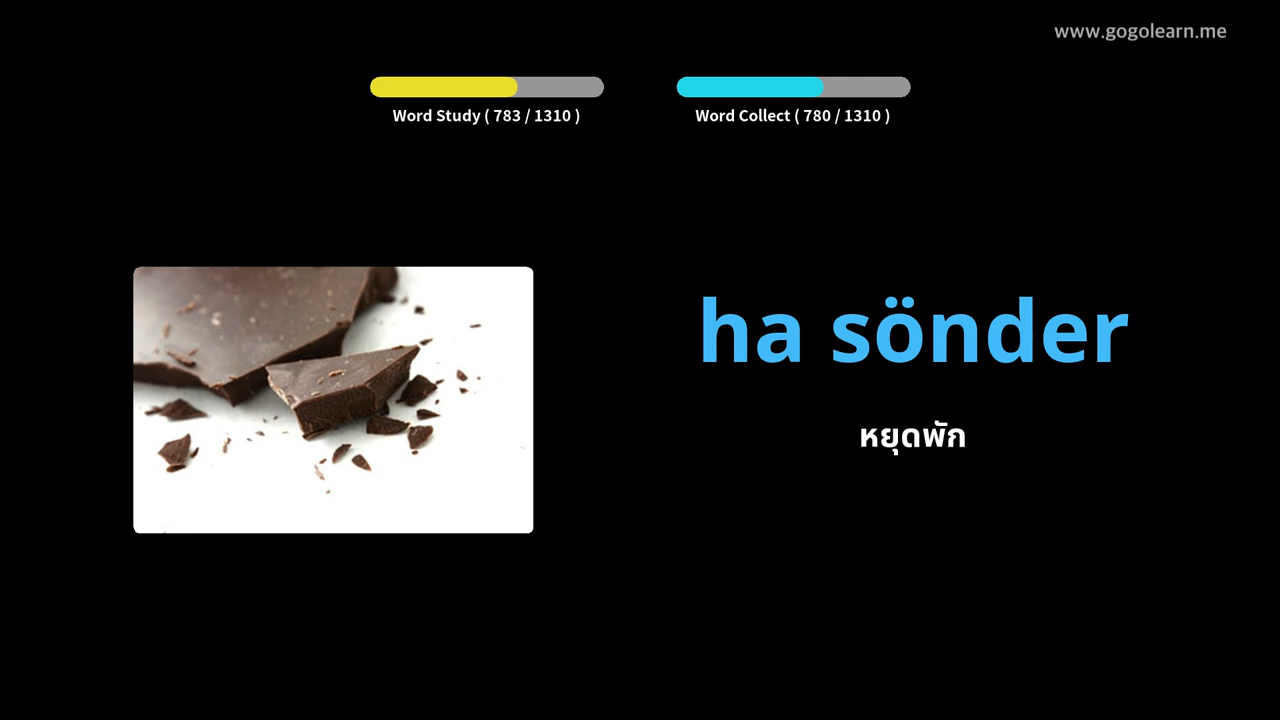 www.gogolearn.me
Word Study ( 783 / 1310 )
Word Collect ( 780 / 1310 )
ha sönder
หยุดพัก